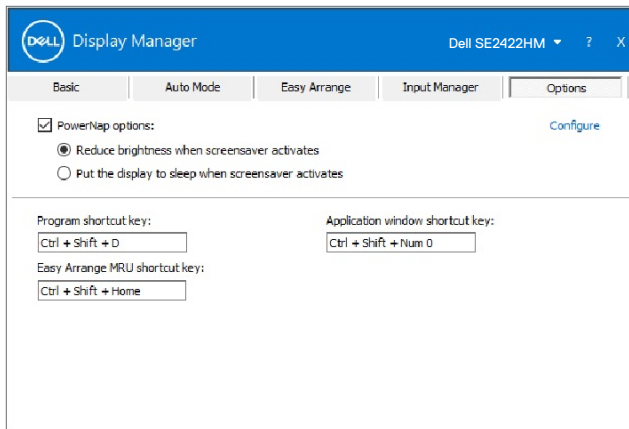 DELL Display Manager Dell SE2422HM ? X
Basic Auto Mode Easy Arrange Input Manager Options
PowerNap options: Configure
Reduce brightness when screensaver activates
Put the display to sleep when screensaver activates
Program shortcut key: Application window shortcut key:
Ctrl + Shift + D Ctrl + Shift + Num 0
Easy Arrange MRU shortcut key:
Ctrl + Shift + Home